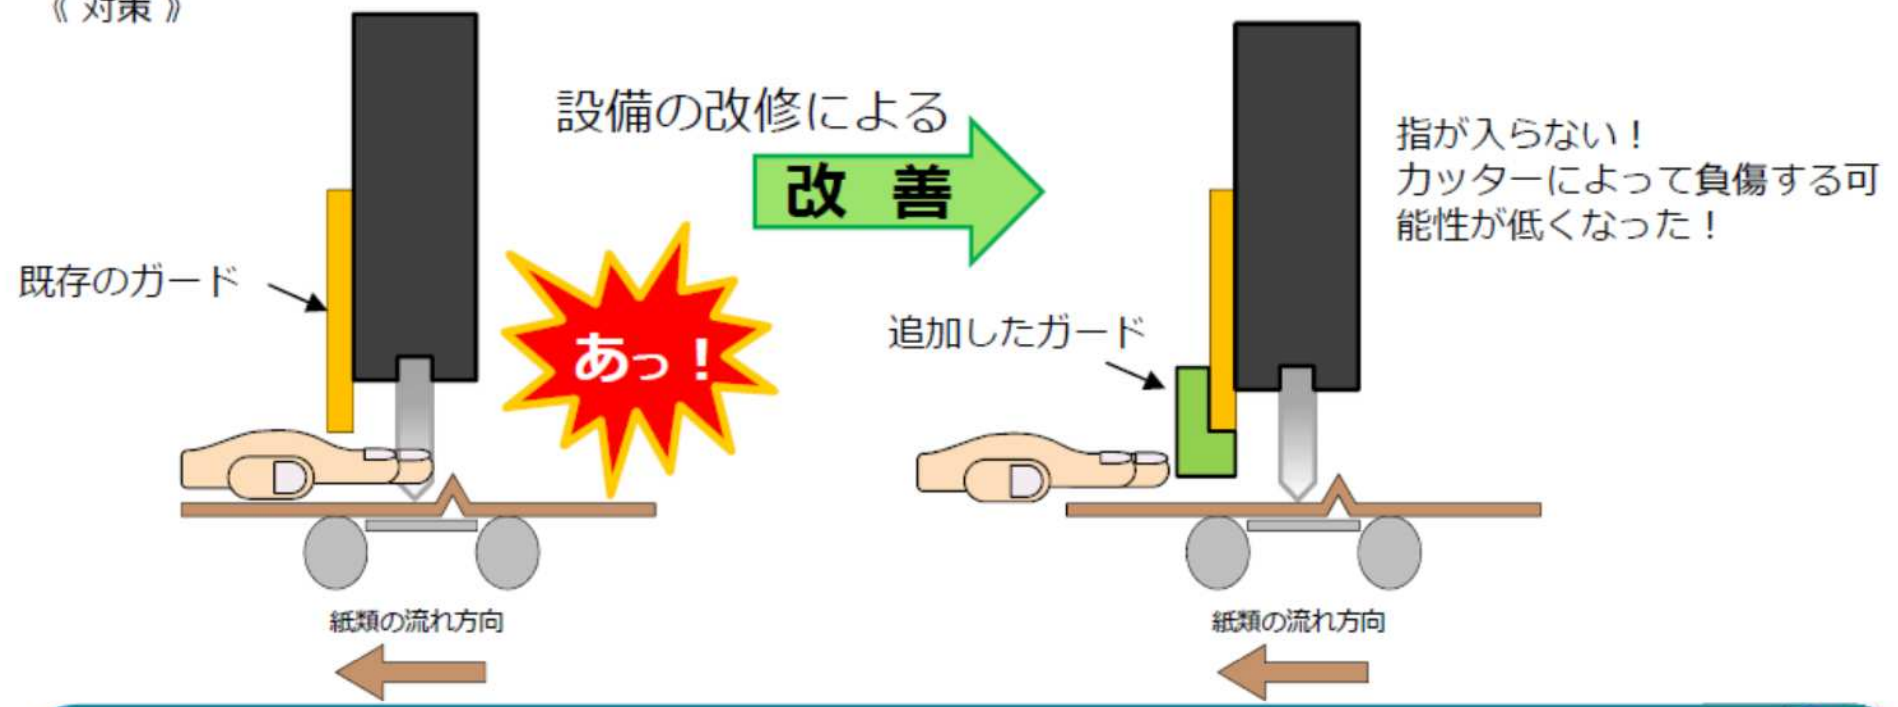 《 対策 》
設備の改修による
改 善
指が入らない！
カッターによって負傷する可
能性が低くなった！
既存のガード
あっ！
追加したガード
紙類の流れ方向
紙類の流れ方向